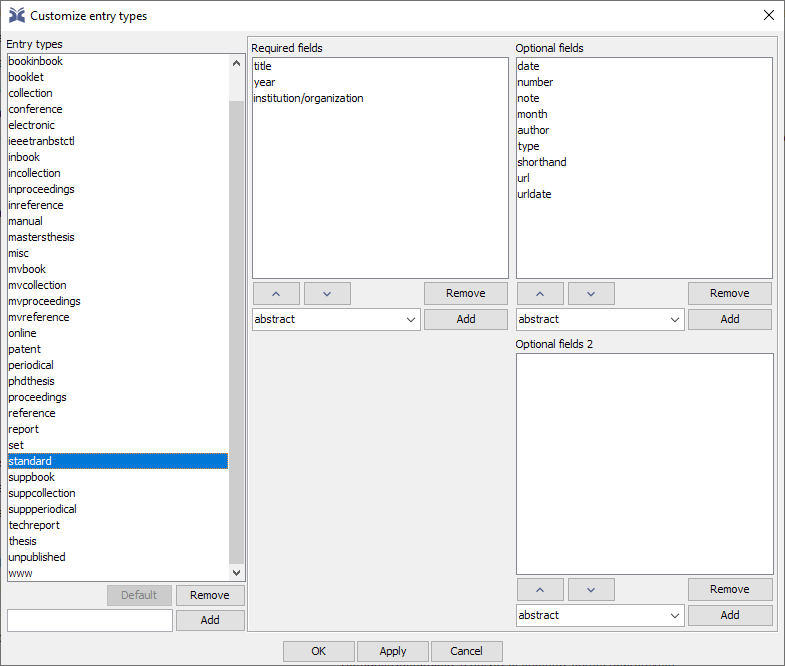 Customize entry types
Entry types
bookinbook
booklet
collection
conference
electronic
ieeetranbstctl
inbook
incollection
inproceedings
inreference
manual
mastersthesis
misc
mvbook
mvcollection
mvproceedings
mvreference
online
patent
periodical
phdthesis
proceedings
reference
report
set
standard
suppbook
suppcollection
suppperiodical
techreport
thesis
unpublished
www
Default
Remove
Add
Required fields
title
year
institution/organization
Remove
abstract
Add
Optional fields
date
number
note
month
author
type
shorthand
url
urldate
Remove
abstract
Add
Optional fields 2
Remove
abstract
Add
OK
Apply
Cancel